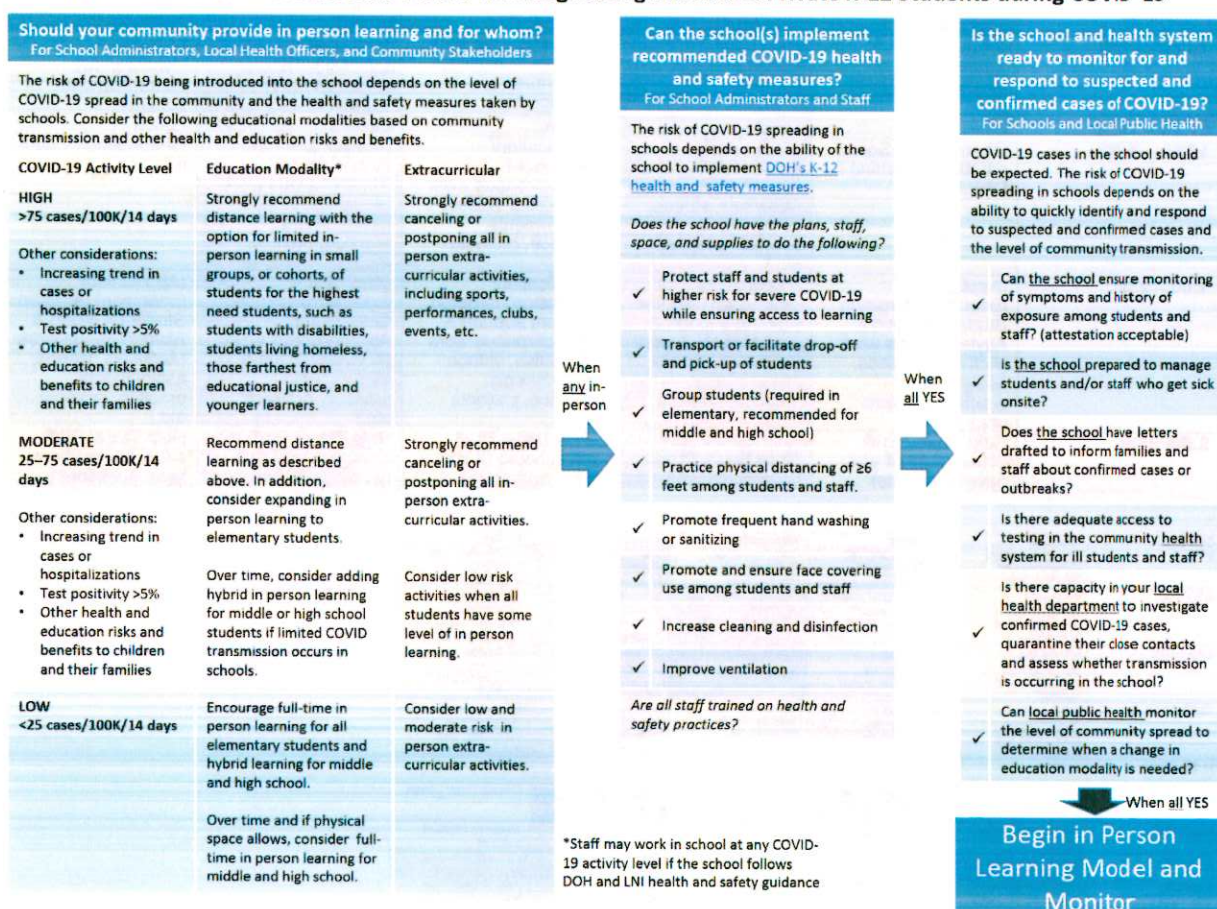 Should your community provide in person learning and for whom?
For School Administrators, Local Health Officers, and Community Stakeholders
The risk of COVID-19 being introduced into the school depends on the level of
COVID-19 spread in the community and the health and safety measures taken by
schools. Consider the following educational modalities based on community
transmission and other health and education risks and benefits.
COVID-19 Activity Level
Education Modality*
Extracurricular
HIGH
>75 cases/100K/14 days
Other considerations:
• Increasing trend in
cases or
hospitalizations
• Test positivity >5%
• Other health and
education risks and
benefits to children
and their families
Strongly recommend
distance learning with the
option for limited in-
person learning in small
groups, or cohorts, of
students for the highest
need students, such as
students with disabilities,
students living homeless,
those farthest from
educational justice, and
younger learners.
Strongly recommend
canceling or
postponing all in
person extra-
curricular activities,
including sports,
performances, clubs,
events, etc.
MODERATE
25–75 cases/100K/14
days
Other considerations:
• Increasing trend in
cases or
hospitalizations
• Test positivity >5%
• Other health and
education risks and
benefits to children
and their families
Recommend distance
learning as described
above. In addition,
consider expanding in
person learning to
elementary students.
Over time, consider adding
hybrid in person learning
for middle or high school
students if limited COVID
transmission occurs in
schools.
Strongly recommend
canceling or
postponing all in-
person extra-
curricular activities.
Consider low risk
activities when all
students have some
level of in person
learning.
LOW
<25 cases/100K/14 days
Encourage full-time in
person learning for all
elementary students and
hybrid learning for middle
and high school.
Over time and if physical
space allows, consider full-
time in person learning for
middle and high school.
Consider low and
moderate risk in
person extra-
curricular activities.
When
any in-
person
Can the school(s) implement
recommended COVID-19 health
and safety measures?
For School Administrators and Staff
The risk of COVID-19 spreading in
schools depends on the ability of the
school to implement DOH's K-12
health and safety measures.
Does the school have the plans, staff,
space, and supplies to do the following?
✓ Protect staff and students at
higher risk for severe COVID-19
while ensuring access to learning
✓ Transport or facilitate drop-off
and pick-up of students
✓ Group students (required in
elementary, recommended for
middle and high school)
✓ Practice physical distancing of ≥6
feet among students and staff.
✓ Promote frequent hand washing
or sanitizing
✓ Promote and ensure face covering
use among students and staff
✓ Increase cleaning and disinfection
✓ Improve ventilation
Are all staff trained on health and
safety practices?
*Staff may work in school at any COVID-
19 activity level if the school follows
DOH and LNI health and safety guidance
When
all YES
Is the school and health system
ready to monitor for and
respond to suspected and
confirmed cases of COVID-19?
For Schools and Local Public Health
COVID-19 cases in the school should
be expected. The risk of COVID-19
spreading in schools depends on the
ability to quickly identify and respond
to suspected and confirmed cases and
the level of community transmission.
✓ Can the school ensure monitoring
of symptoms and history of
exposure among students and
staff? (attestation acceptable)
✓ Is the school prepared to manage
students and/or staff who get sick
onsite?
✓ Does the school have letters
drafted to inform families and
staff about confirmed cases or
outbreaks?
✓ Is there adequate access to
testing in the community health
system for ill students and staff?
✓ Is there capacity in your local
health department to investigate
confirmed COVID-19 cases,
quarantine their close contacts
and assess whether transmission
is occurring in the school?
✓ Can local public health monitor
the level of community spread to
determine when a change in
education modality is needed?
When all YES
Begin in Person
Learning Model and
Monitor